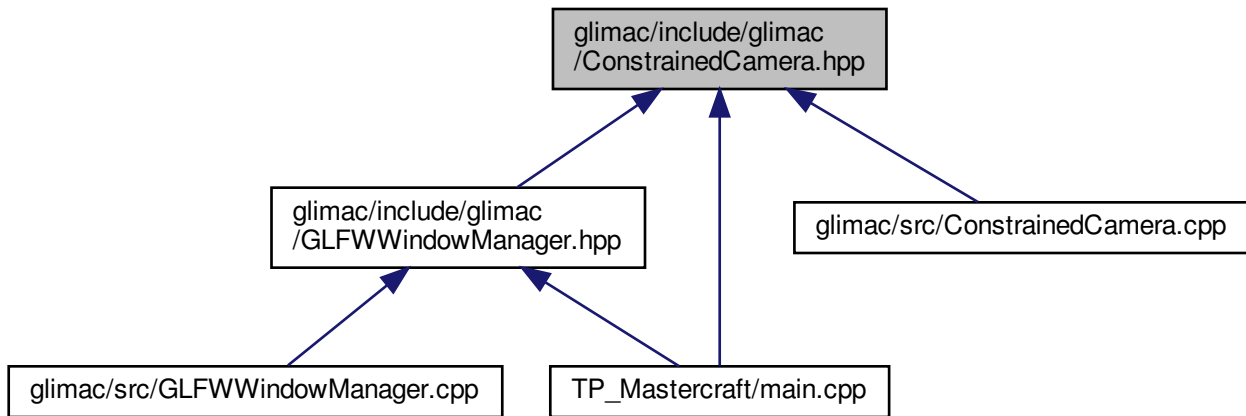 glimac/include/glimac
/ConstrainedCamera.hpp
glimac/include/glimac
/GLFWWindowManager.hpp
glimac/src/ConstrainedCamera.cpp
glimac/src/GLFWWindowManager.cpp
TP_Mastercraft/main.cpp